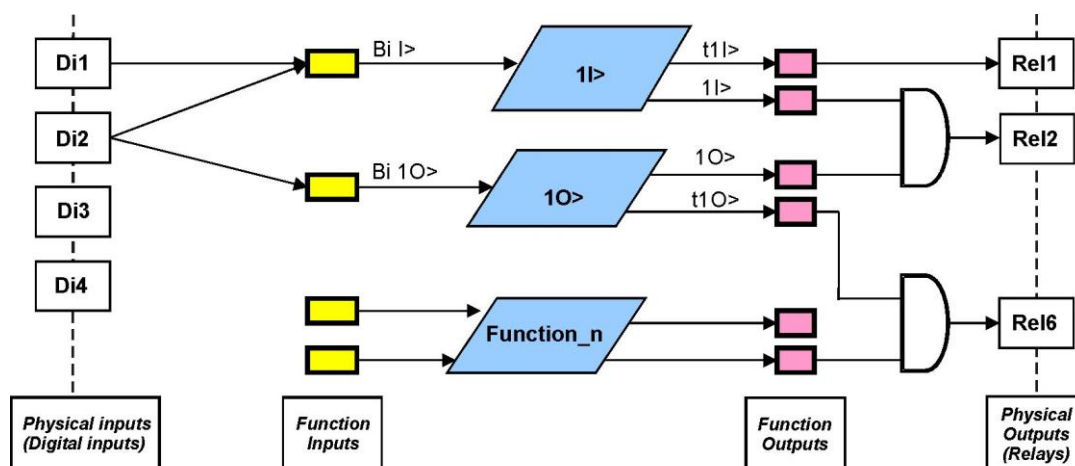 Di1
Di2
Di3
Di4
Bi I>
Bi 1O>
1I>
1O>
Function_n
t1I>
1I>
1O>
t1O>
Rel1
Rel2
Rel6
Physical inputs
(Digital inputs)
Function
Inputs
Function
Outputs
Physical
Outputs
(Relays)